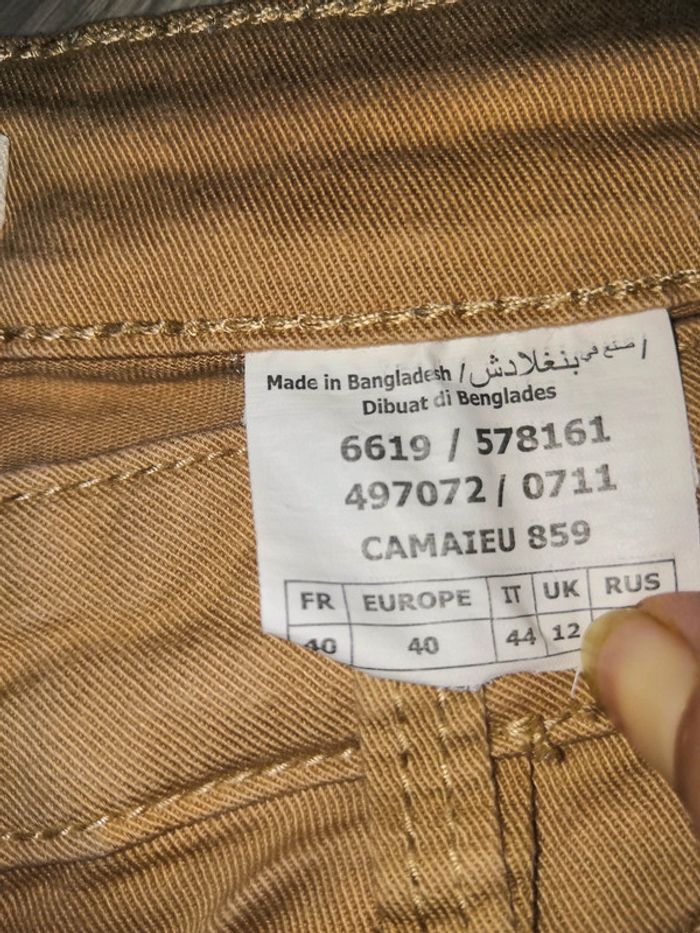 Made in Bangladesh / صنع في بنغلادش /
Dibuat di Benglades
6619 / 578161
497072 / 0711
CAMAIEU 859
FR EUROPE IT UK RUS
40 40 44 12